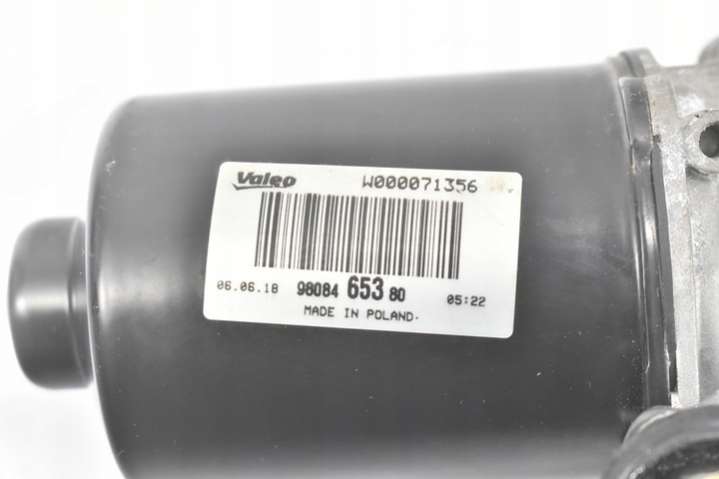 Valeo W000071356
06.06.18 98084 653 80 05:22
MADE IN POLAND